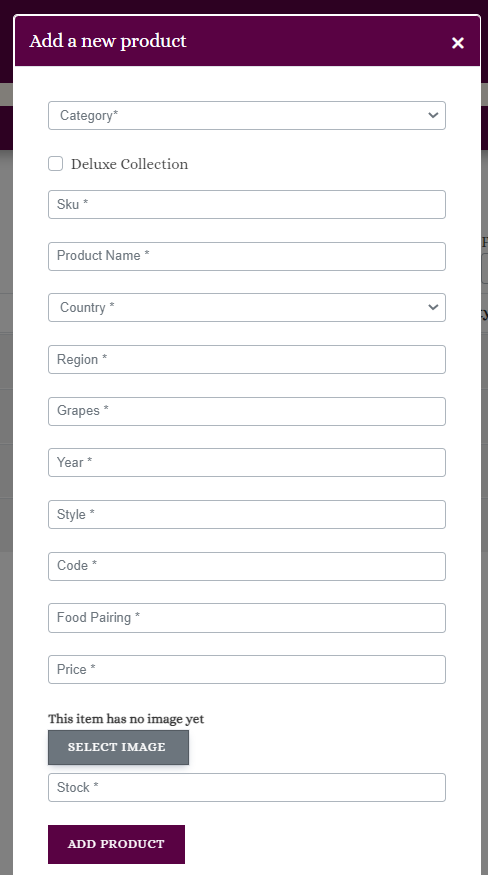 Add a new product
×
Category*
Deluxe Collection
Sku *
Product Name *
Country *
Region *
Grapes *
Year *
Style *
Code *
Food Pairing *
Price *
This item has no image yet
SELECT IMAGE
Stock *
ADD PRODUCT